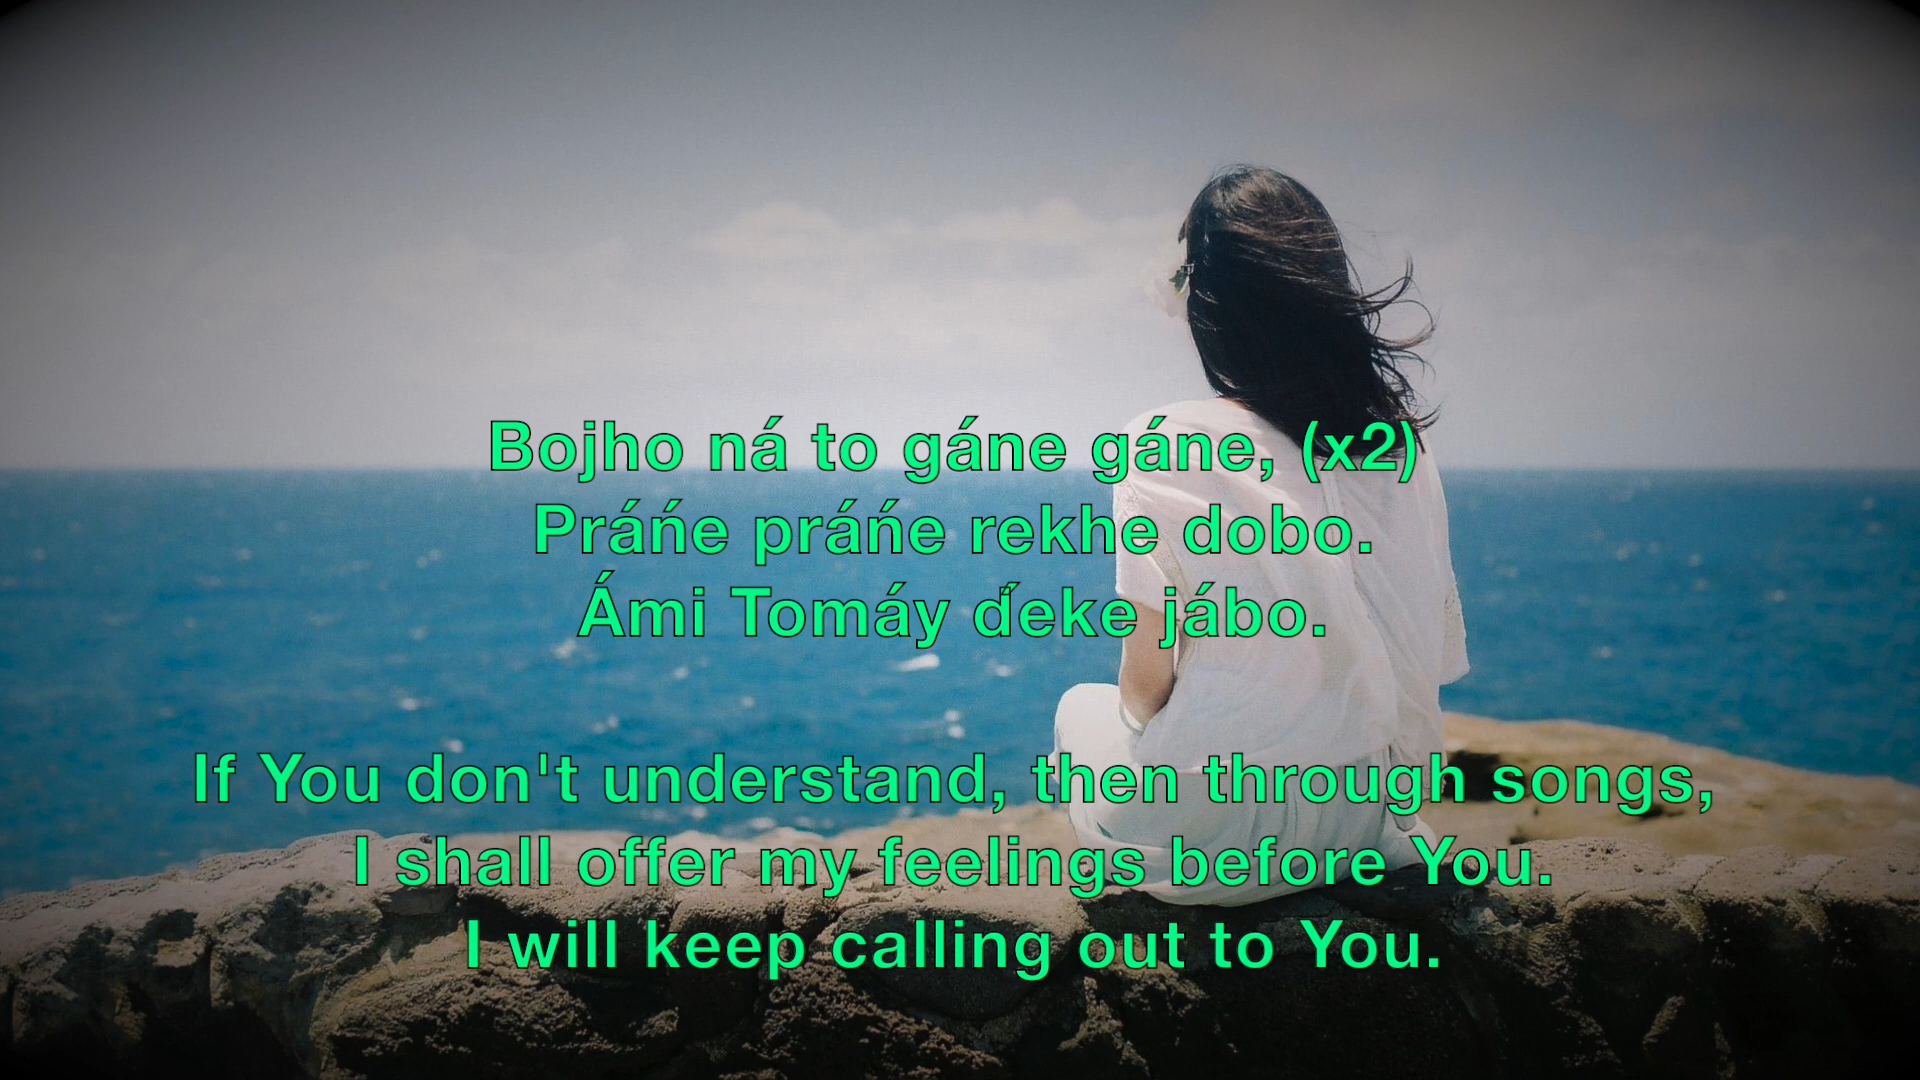 Bojho ná to gáne gáne, (x2)
Práńe práńe rekhe dobo.
Ámi Tomáy d́eke jábo.
If You don't understand, then through songs,
I shall offer my feelings before You.
I will keep calling out to You.